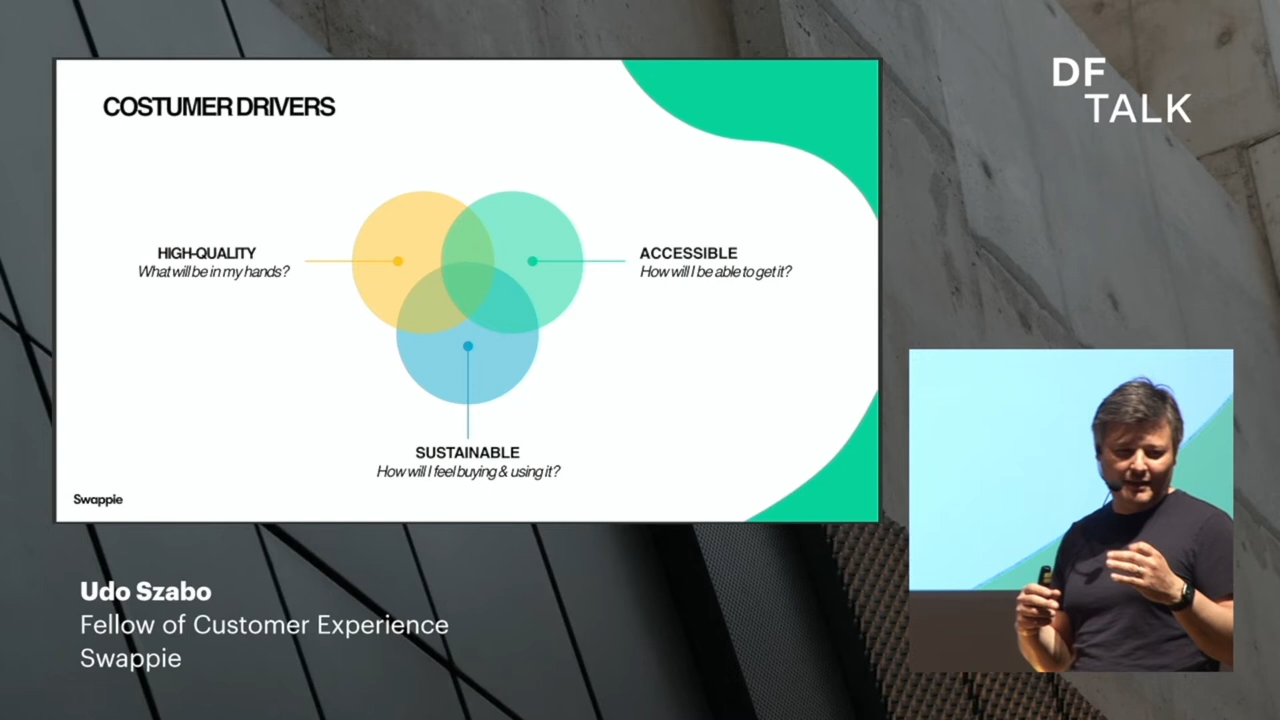 DF
TALK
COSTUMER DRIVERS
HIGH-QUALITY
What will be in my hands?
ACCESSIBLE
How will I be able to get it?
SUSTAINABLE
How will I feel buying & using it?
Swappie
Udo Szabo
Fellow of Customer Experience
Swappie